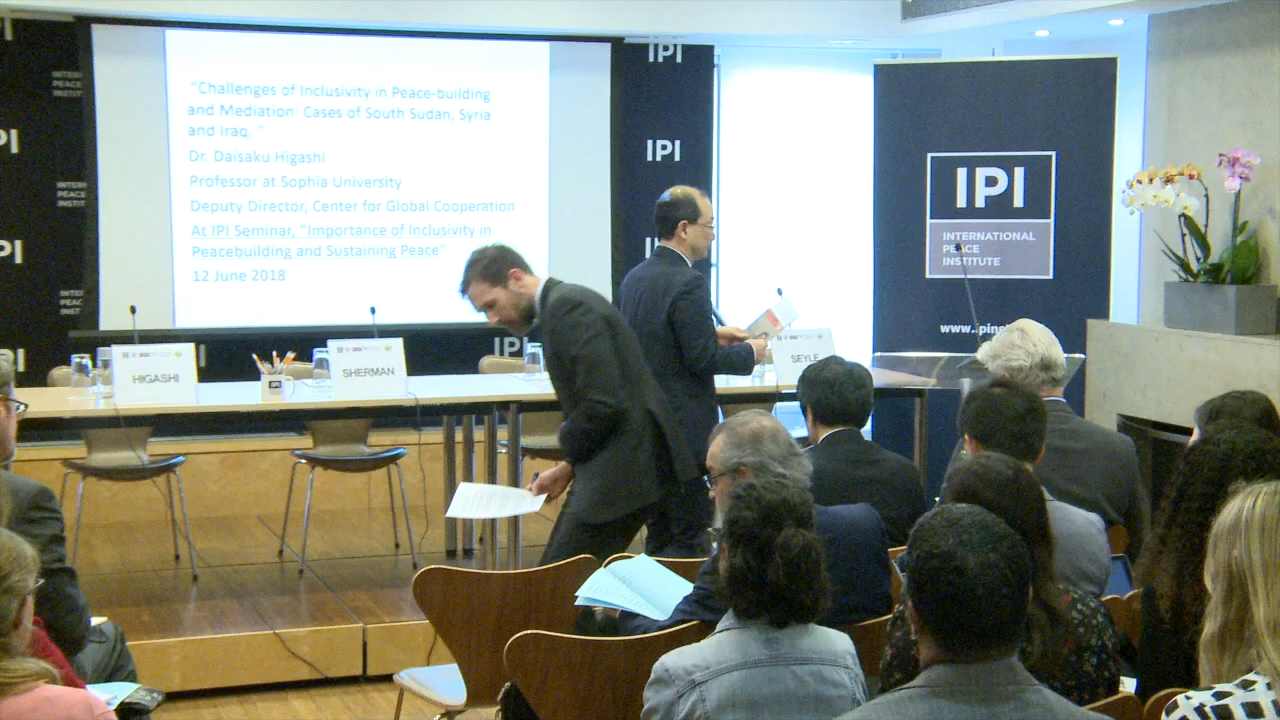 "Challenges of Inclusivity in Peace-building
and Mediation: Cases of South Sudan, Syria
and Iraq. "
Dr. Daisaku Higashi
Professor at Sophia University
Deputy Director, Center for Global Cooperation
At IPI Seminar, "Importance of Inclusivity in
Peacebuilding and Sustaining Peace"
12 June 2018
IPI
IPI
IPI
IPI
INTERNATIONAL
PEACE
INSTITUTE
www.ipins
HIGASHI
IPI
SHERMAN
SEYLE